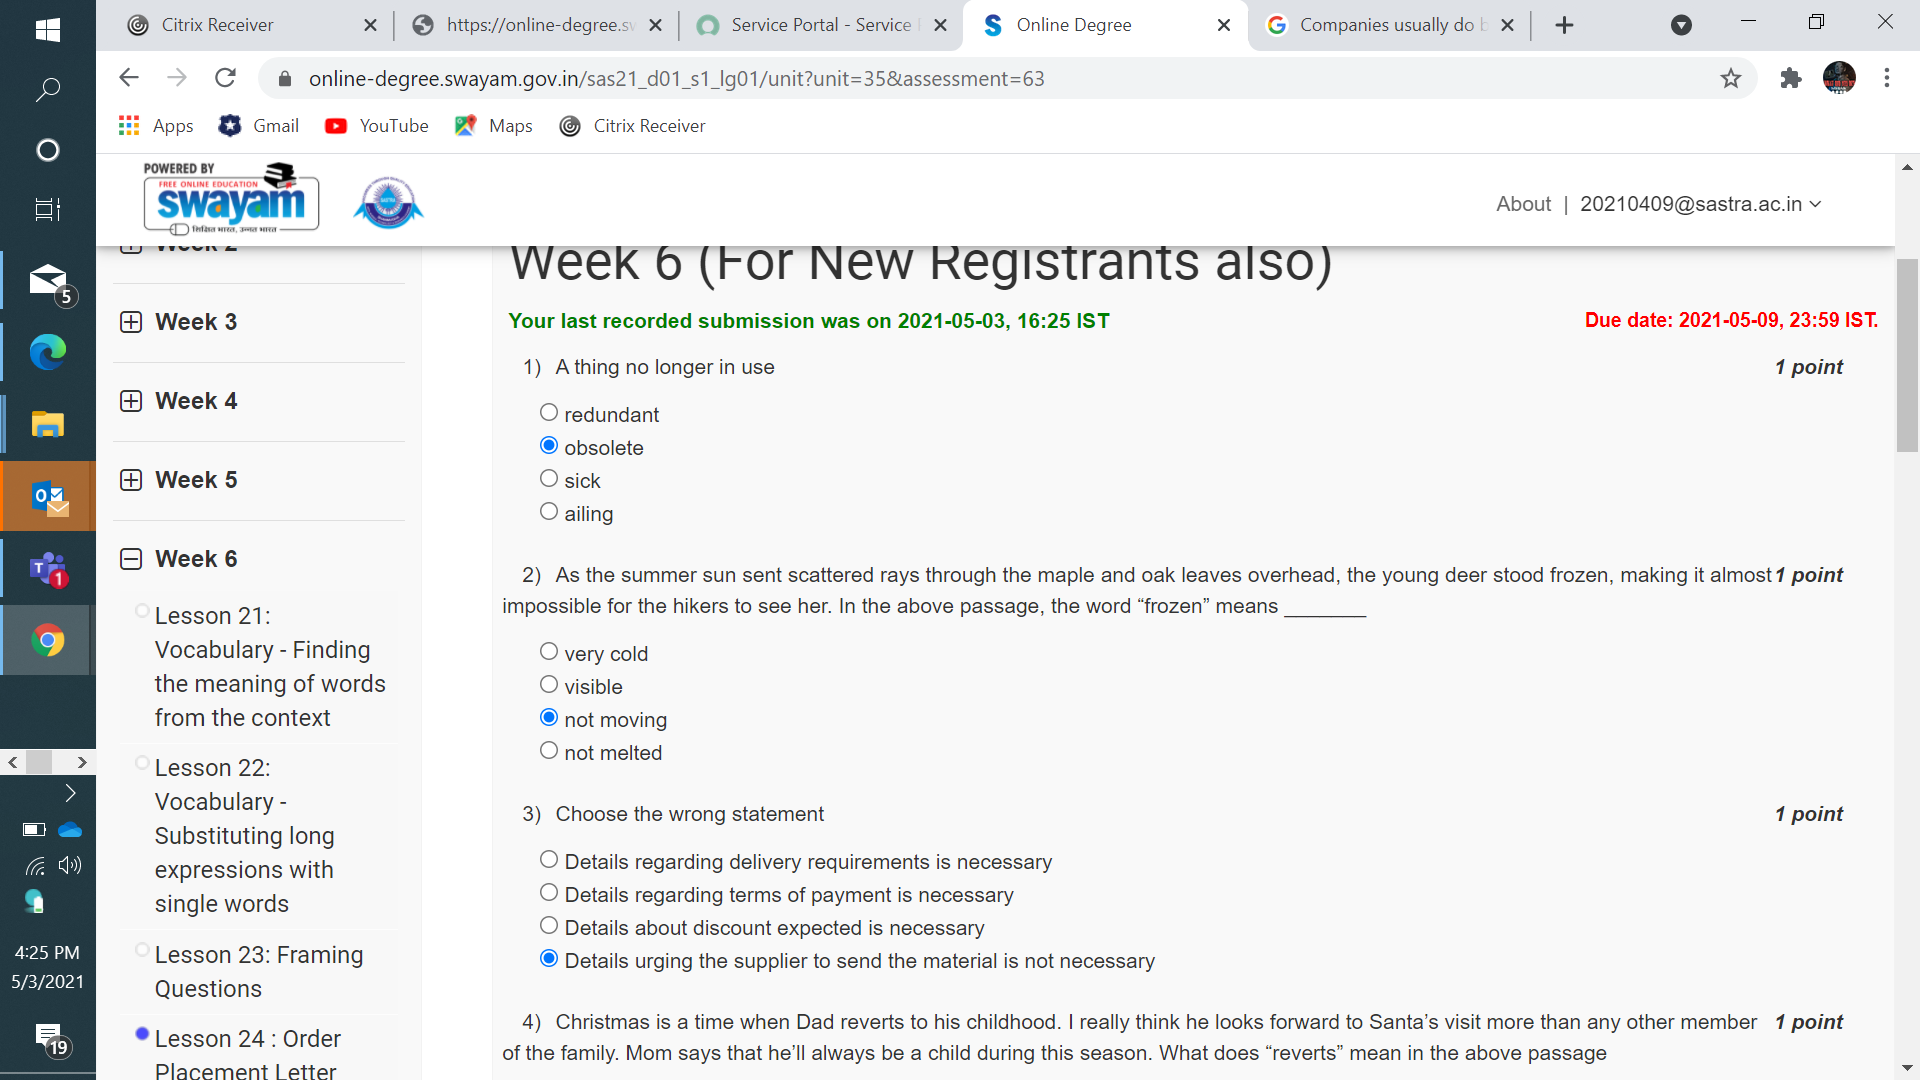 Citrix Receiver
https://online-degree.sw
Service Portal - Service
Online Degree
Companies usually do b
online-degree.swayam.gov.in/sas21_d01_s1_lg01/unit?unit=35&assessment=63
Apps
Gmail
YouTube
Maps
Citrix Receiver
POWERED BY
FREE ONLINE EDUCATION
swayam
शिक्षित भारत, उन्नत भारत
About | 20210409@sastra.ac.in
Week 2
Week 3
Week 4
Week 5
Week 6
Lesson 21:
Vocabulary - Finding
the meaning of words
from the context
Lesson 22:
Vocabulary -
Substituting long
expressions with
single words
Lesson 23: Framing
Questions
Lesson 24 : Order
Placement Letter
Week 6 (For New Registrants also)
Your last recorded submission was on 2021-05-03, 16:25 IST
Due date: 2021-05-09, 23:59 IST.
1) A thing no longer in use 1 point
redundant
obsolete
sick
ailing
2) As the summer sun sent scattered rays through the maple and oak leaves overhead, the young deer stood frozen, making it almost 1 point
impossible for the hikers to see her. In the above passage, the word “frozen” means _______
very cold
visible
not moving
not melted
3) Choose the wrong statement 1 point
Details regarding delivery requirements is necessary
Details regarding terms of payment is necessary
Details about discount expected is necessary
Details urging the supplier to send the material is not necessary
4) Christmas is a time when Dad reverts to his childhood. I really think he looks forward to Santa’s visit more than any other member 1 point
of the family. Mom says that he’ll always be a child during this season. What does “reverts” mean in the above passage
5
1
4:25 PM
5/3/2021
19